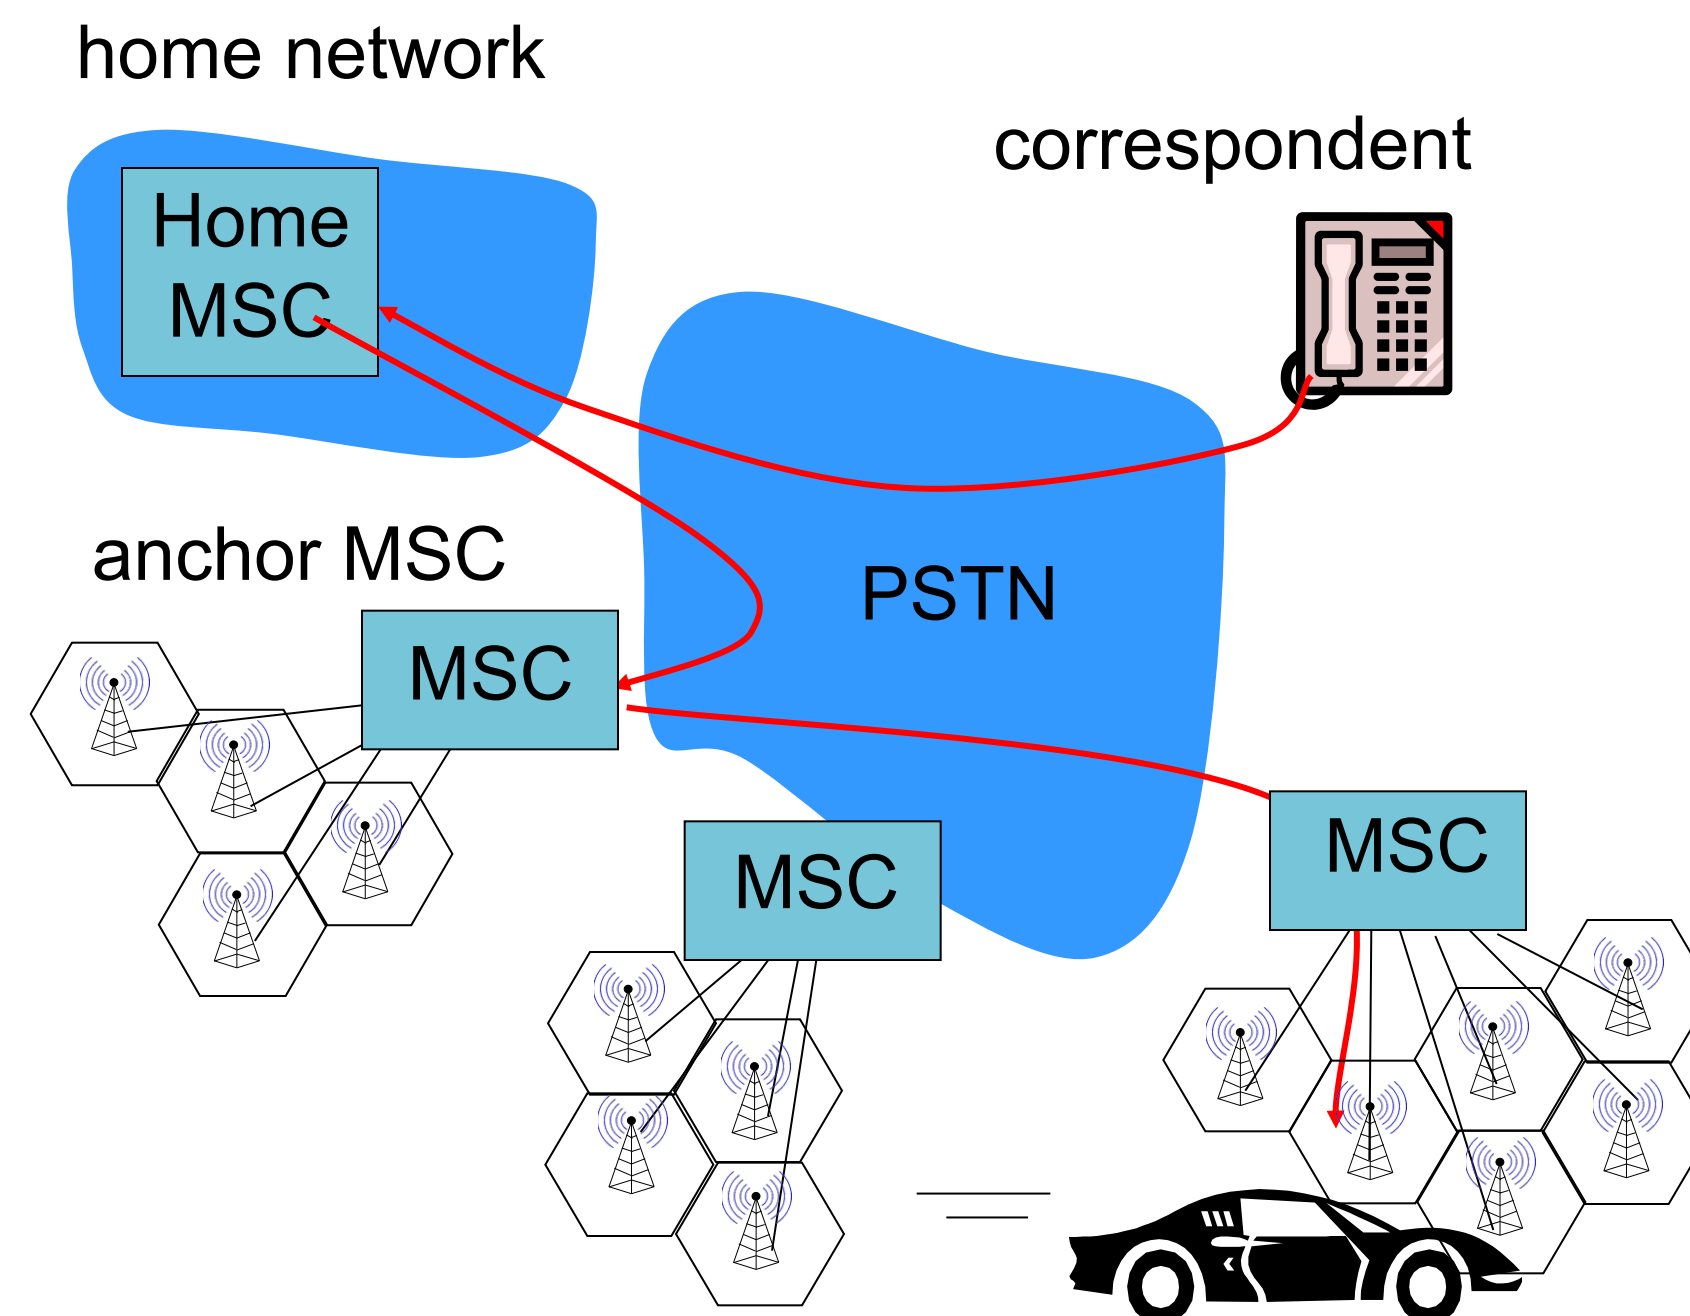 home network
correspondent
Home
MSC
anchor MSC
PSTN
MSC
MSC
MSC